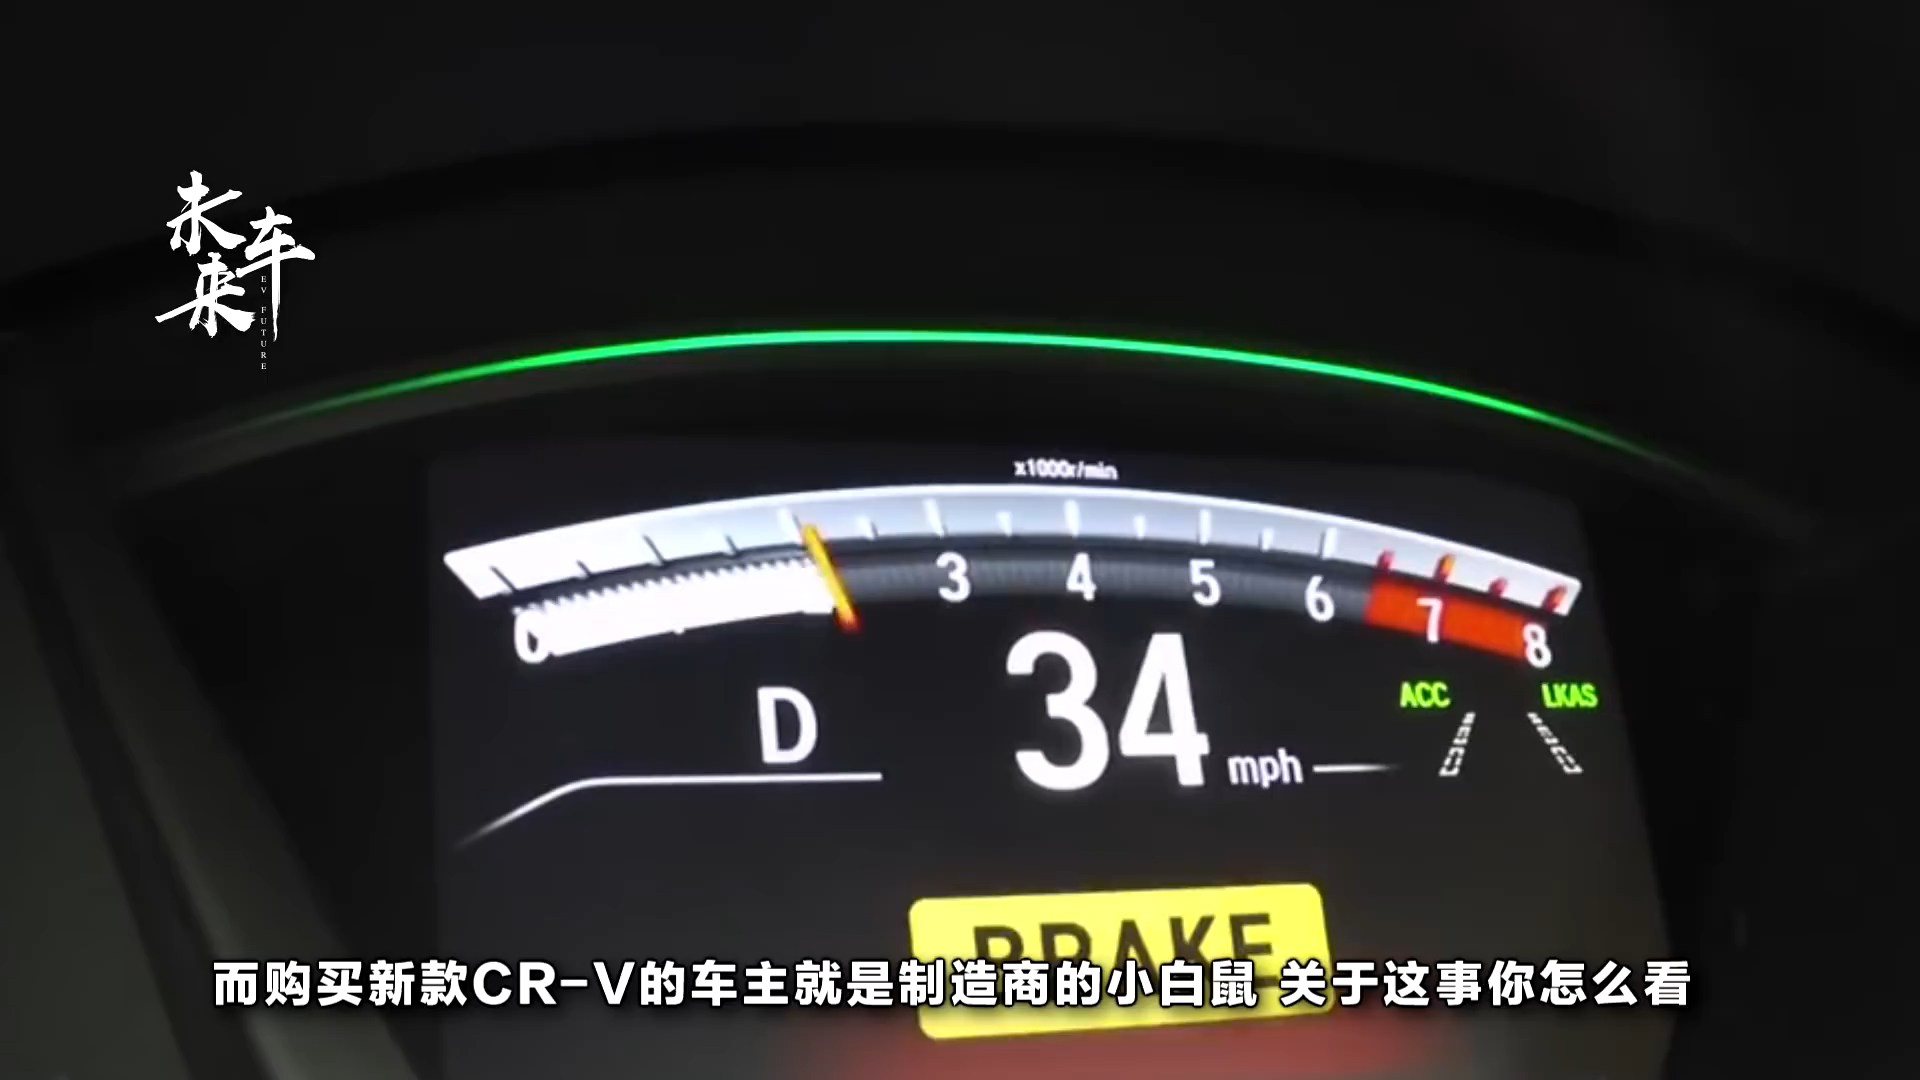 未来车
EV FUTURE
x1000r/min
0 3 4 5 6 7 8
D 34 mph
ACC LKAS
BRAKE
而购买新款CR-V的车主就是制造商的小白鼠 关于这事你怎么看